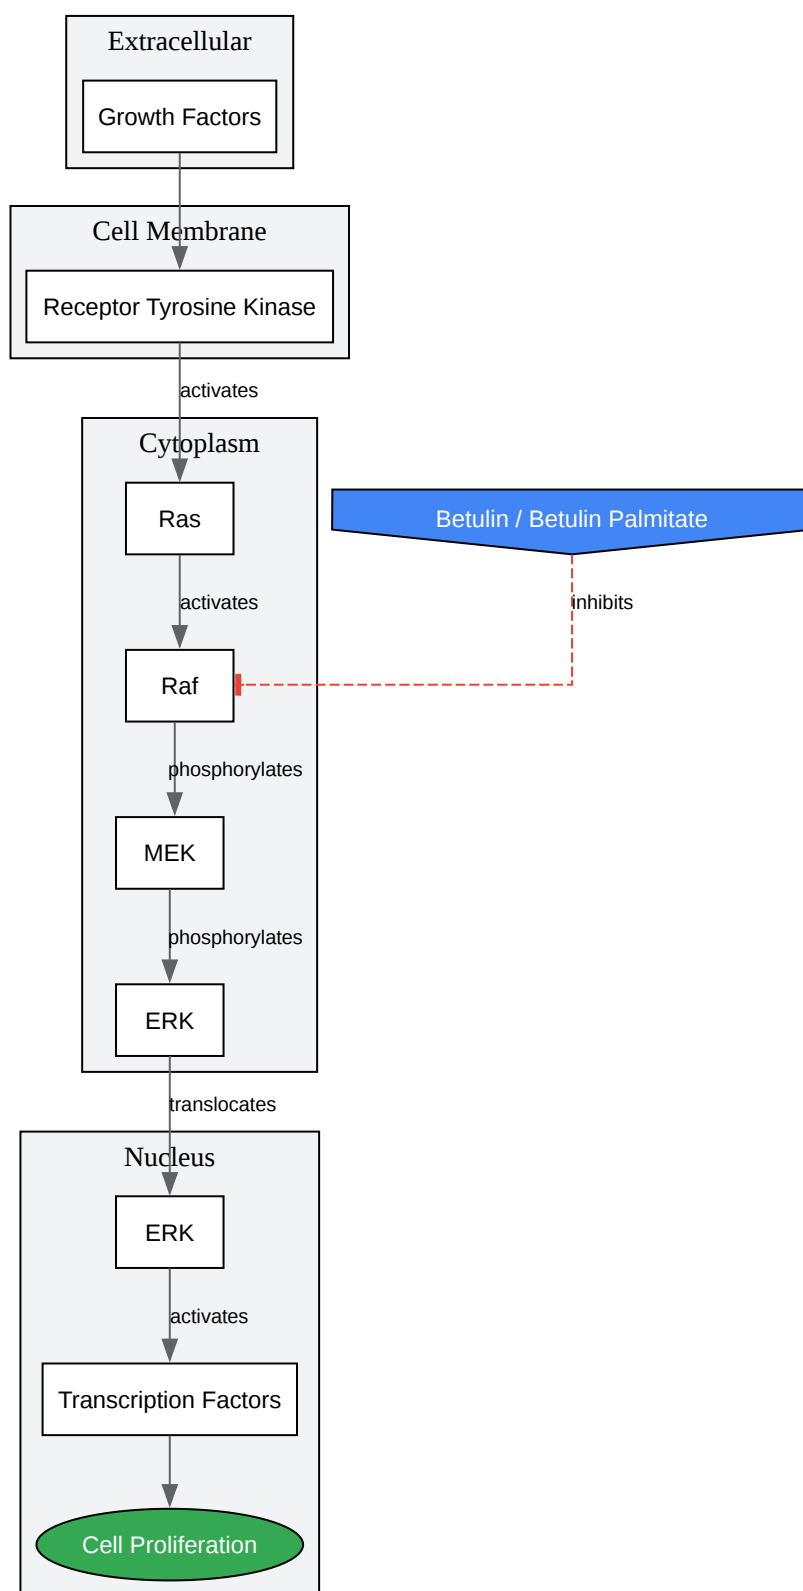 Extracellular
Growth Factors
Cell Membrane
Receptor Tyrosine Kinase
activates
Cytoplasm
Ras
Betulin / Betulin Palmitate
activates
inhibits
Raf
phosphorylates
MEK
phosphorylates
ERK
translocates
Nucleus
ERK
activates
Transcription Factors
Cell Proliferation